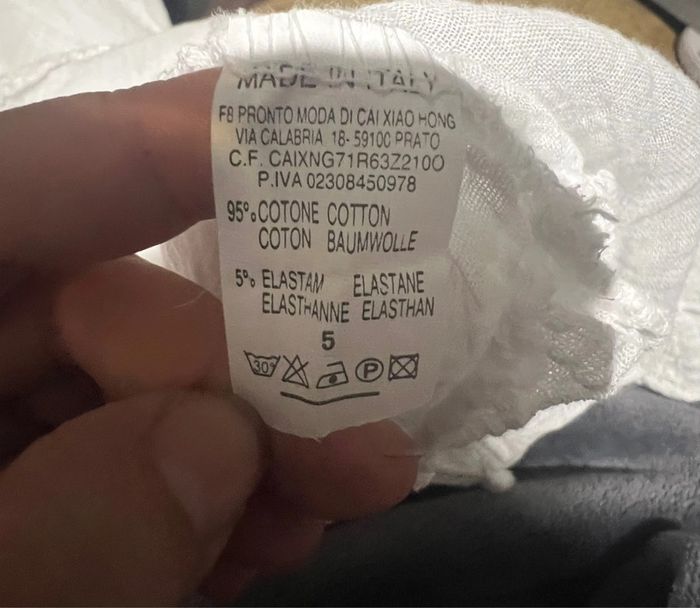 MADE IN ITALY
F8 PRONTO MODA DI CAI XIAO HONG
VIA CALABRIA 18-59100 PRATO
C.F. CAIXNG71R63Z210O
P.IVA 02308450978
95% COTONE COTTON
COTON BAUMWOLLE
5% ELASTAM ELASTANE
ELASTHANNE ELASTHAN
5
30° P